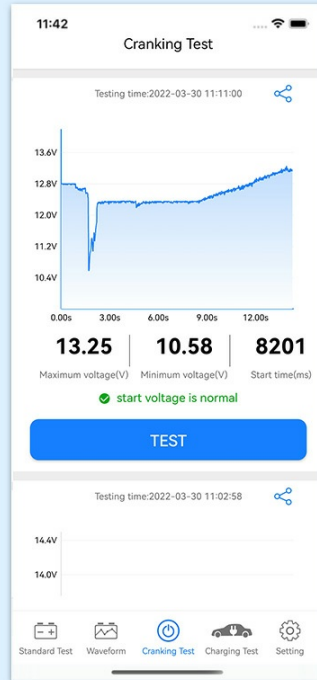 11:42
Cranking Test
Testing time:2022-03-30 11:11:00
13.6V
12.8V
12.0V
11.2V
10.4V
0.00s 3.00s 6.00s 9.00s 12.00s
13.25 10.58 8201
Maximum voltage(V) Minimum voltage(V) Start time(ms)
start voltage is normal
TEST
Testing time:2022-03-30 11:02:58
14.4V
14.0V
Standard Test Waveform Cranking Test Charging Test Setting